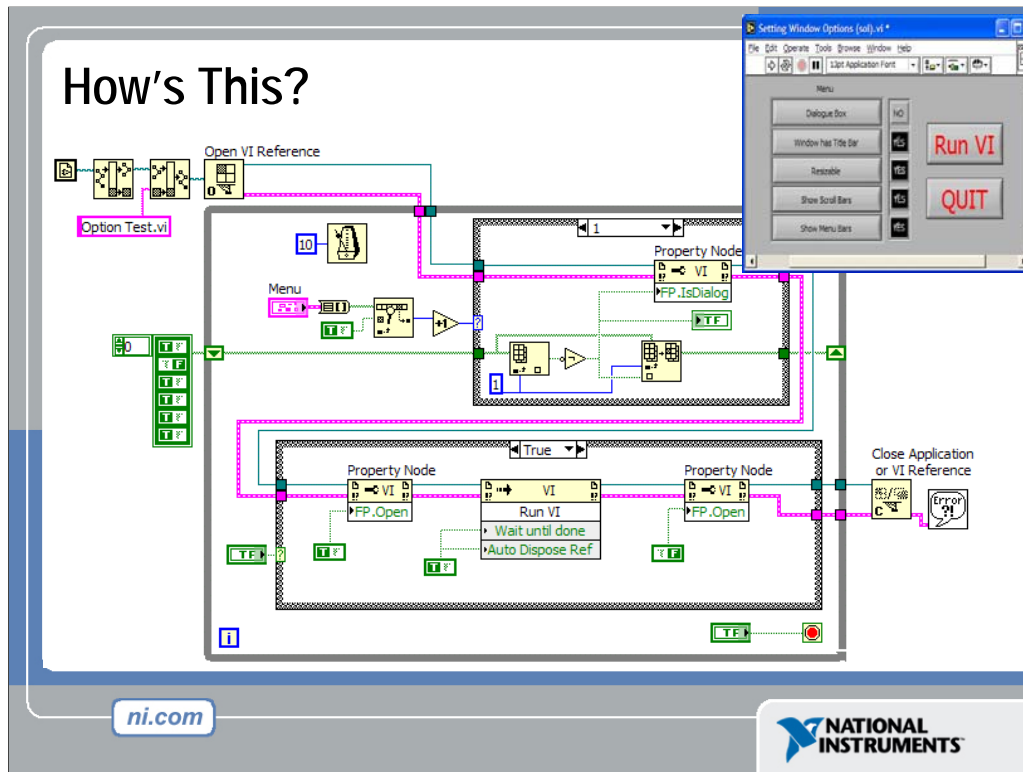 How's This?
Setting Window Options (sol).vi *
File Edit Operate Tools Browse Window Help
12pt Application Font
Menu
Dialogue Box
NO
Window has Title Bar
YES
Resizable
YES
Show Scroll Bars
YES
Show Menu Bars
YES
Run VI
QUIT
Open VI Reference
Option Test.vi
10
1
Property Node
VI
FP.IsDialog
TF
Menu
+1
?
T
0
T
F
T
T
T
T
1
True
Property Node
VI
FP.Open
T
VI
Run VI
Wait until done
Auto Dispose Ref
T
Property Node
VI
FP.Open
F
TF
?
Close Application
or VI Reference
C
Error
?!
i
TF
ni.com
NATIONAL
INSTRUMENTS